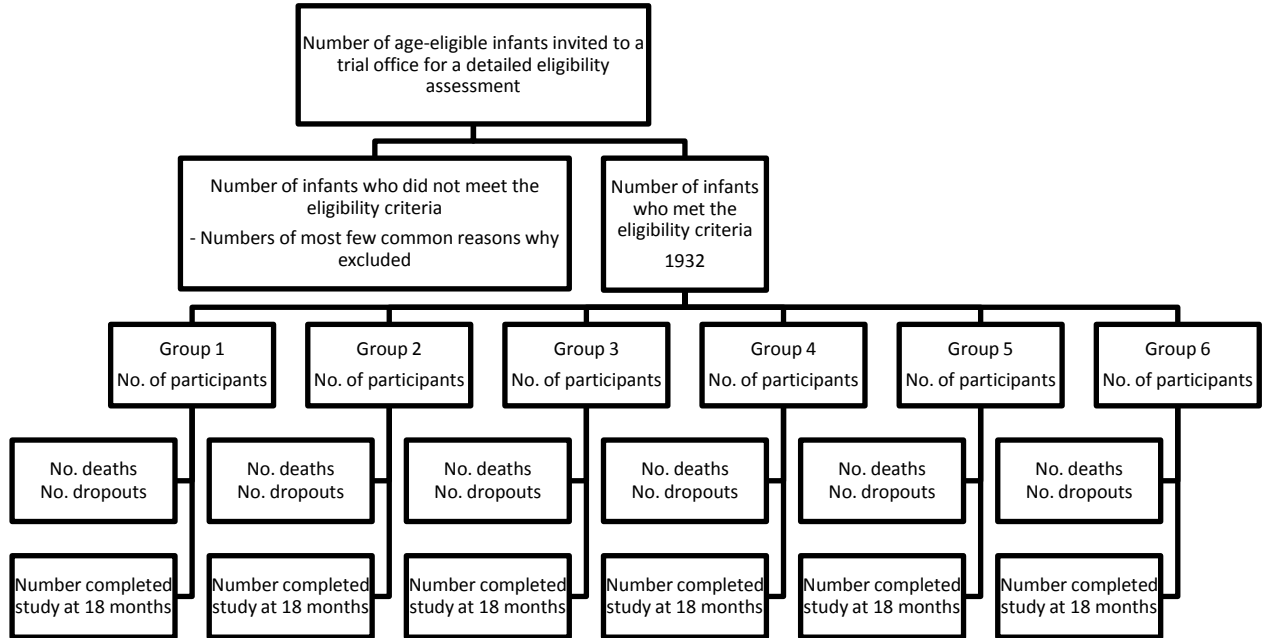 Number of age-eligible infants invited to a
trial office for a detailed eligibility
assessment
Number of infants who did not meet the
eligibility criteria
- Numbers of most few common reasons why
excluded
Number of infants
who met the
eligibility criteria
1932
Group 1
No. of participants
Group 2
No. of participants
Group 3
No. of participants
Group 4
No. of participants
Group 5
No. of participants
Group 6
No. of participants
No. deaths
No. dropouts
No. deaths
No. dropouts
No. deaths
No. dropouts
No. deaths
No. dropouts
No. deaths
No. dropouts
No. deaths
No. dropouts
Number completed
study at 18 months
Number completed
study at 18 months
Number completed
study at 18 months
Number completed
study at 18 months
Number completed
study at 18 months
Number completed
study at 18 months